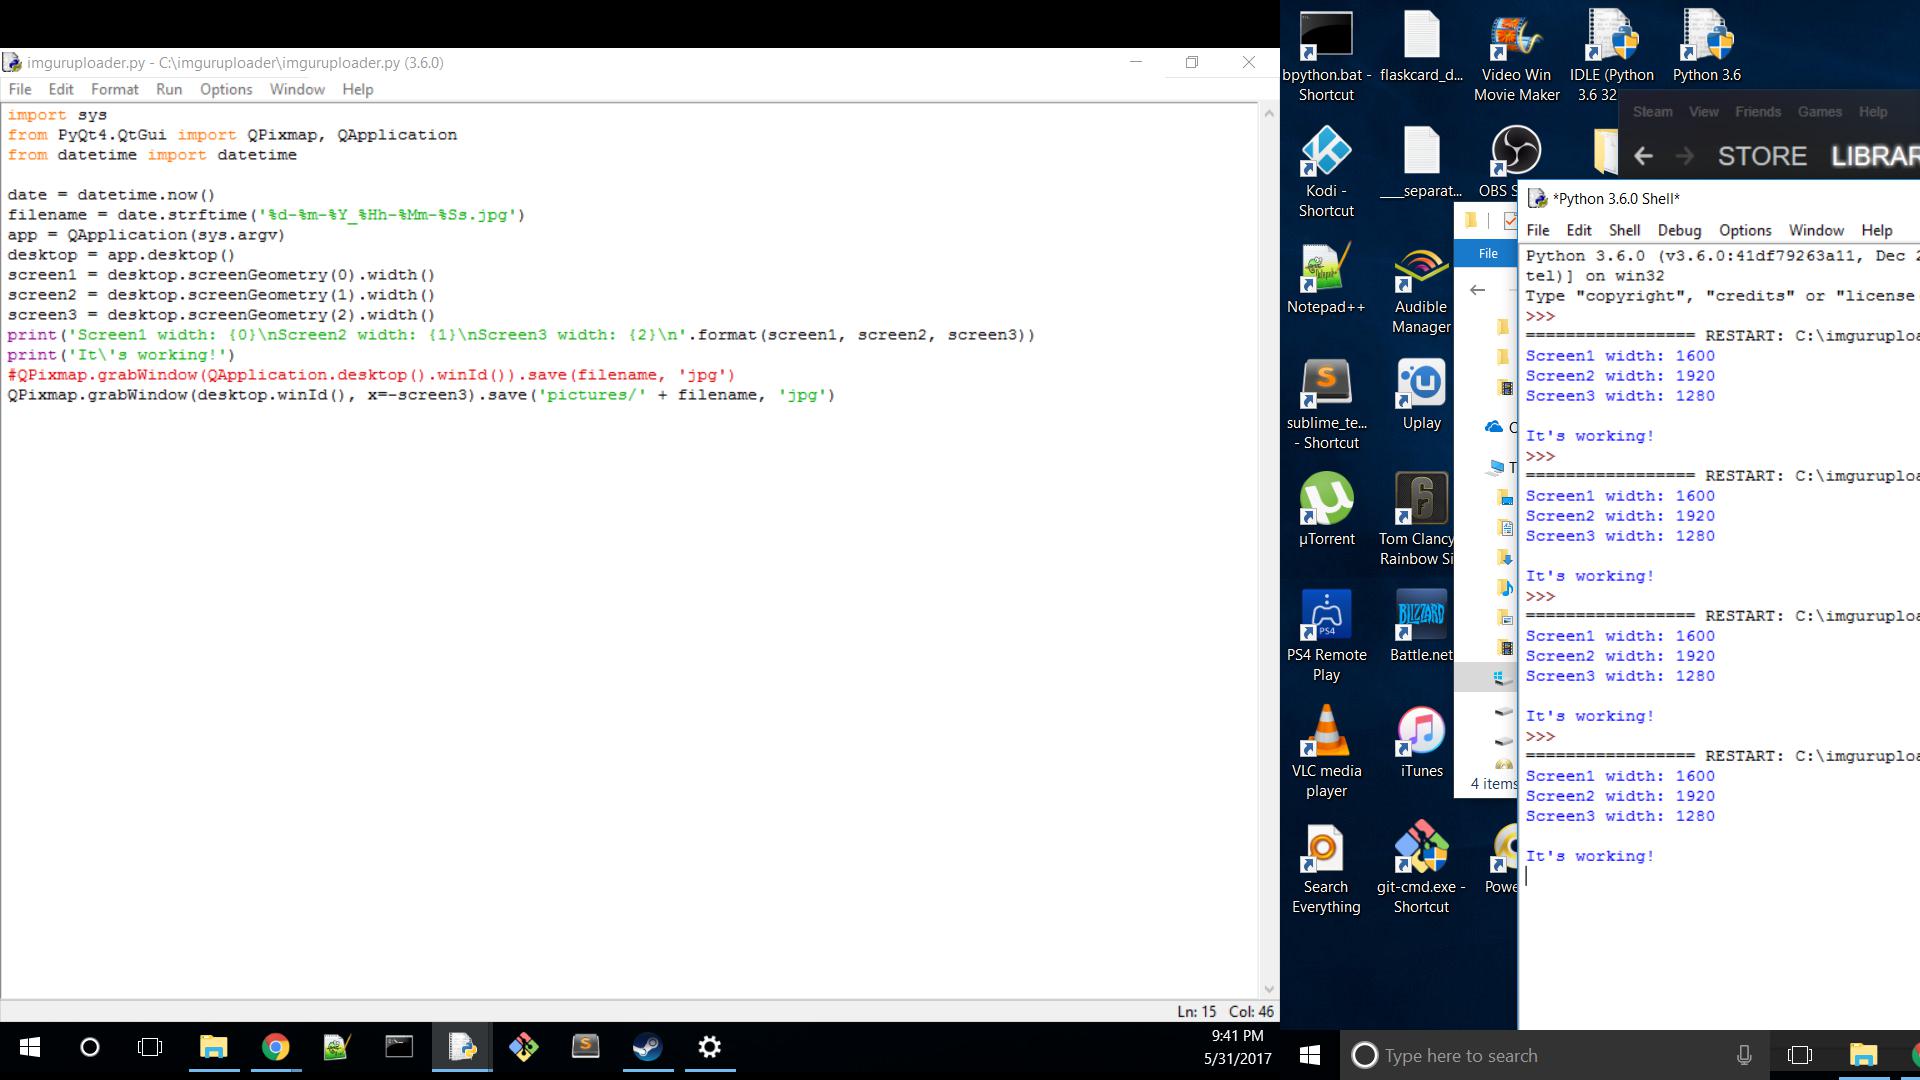 imguruploader.py - C:\imguruploader\imguruploader.py (3.6.0)
File Edit Format Run Options Window Help
import sys
from PyQt4.QtGui import QPixmap, QApplication
from datetime import datetime
date = datetime.now()
filename = date.strftime('%d-%m-%Y_%Hh-%Mm-%Ss.jpg')
app = QApplication(sys.argv)
desktop = app.desktop()
screen1 = desktop.screenGeometry(0).width()
screen2 = desktop.screenGeometry(1).width()
screen3 = desktop.screenGeometry(2).width()
print('Screen1 width: {0}\nScreen2 width: {1}\nScreen3 width: {2}\n'.format(screen1, screen2, screen3))
print('It\'s working!')
#QPixmap.grabWindow(QApplication.desktop().winId()).save(filename, 'jpg')
QPixmap.grabWindow(desktop.winId(), x=-screen3).save('pictures/' + filename, 'jpg')
Ln: 15 Col: 46
9:41 PM
5/31/2017
bpython.bat - Shortcut
flaskcard_d...
Video Win Movie Maker
IDLE (Python 3.6 32
Python 3.6
Kodi - Shortcut
___separat...
OBS S
Notepad++
Audible Manager
sublime_te... - Shortcut
Uplay
µTorrent
Tom Clancy
Rainbow Si
PS4
PS4 Remote Play
BLIZZARD
Battle.net
VLC media player
iTunes
Search Everything
git-cmd.exe - Shortcut
Powe
Steam View Friends Games Help
STORE LIBRAR
File
4 items
*Python 3.6.0 Shell*
File Edit Shell Debug Options Window Help
Python 3.6.0 (v3.6.0:41df79263a11, Dec 2
tel)] on win32
Type "copyright", "credits" or "license(
>>>
================= RESTART: C:\imguruploa
Screen1 width: 1600
Screen2 width: 1920
Screen3 width: 1280
It's working!
>>>
================= RESTART: C:\imguruploa
Screen1 width: 1600
Screen2 width: 1920
Screen3 width: 1280
It's working!
>>>
================= RESTART: C:\imguruploa
Screen1 width: 1600
Screen2 width: 1920
Screen3 width: 1280
It's working!
>>>
================= RESTART: C:\imguruploa
Screen1 width: 1600
Screen2 width: 1920
Screen3 width: 1280
It's working!
Type here to search